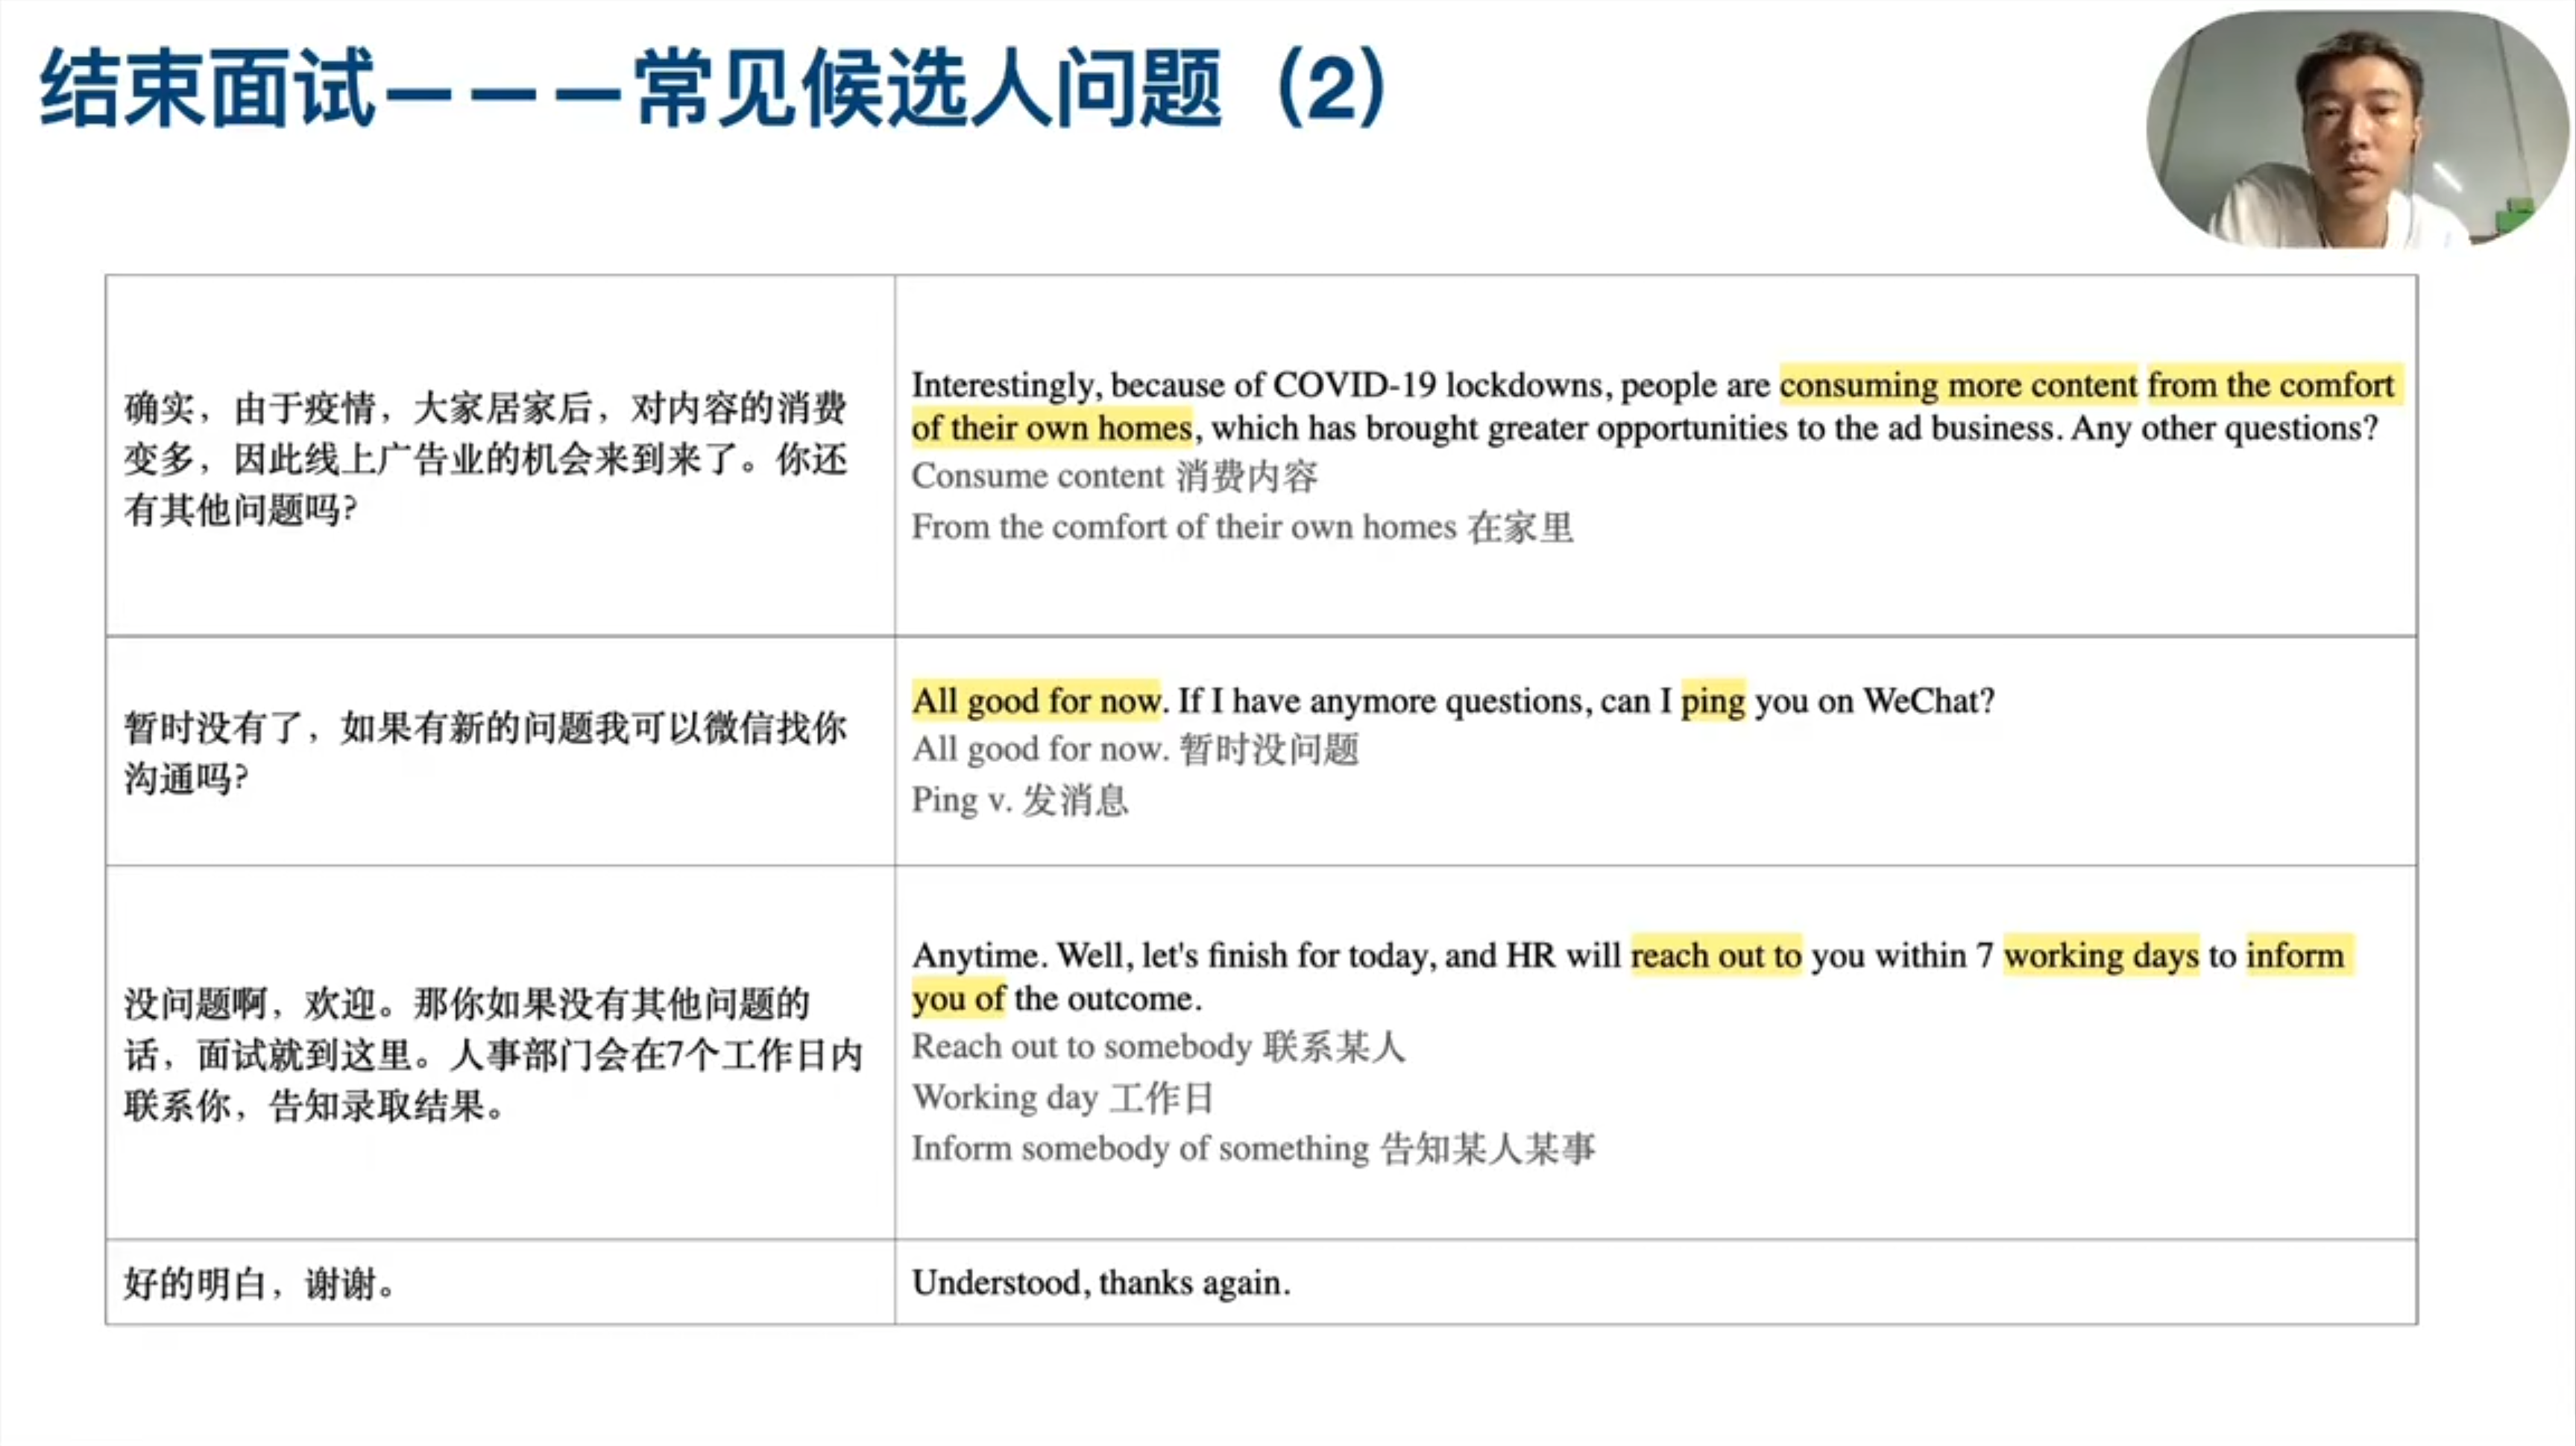 结束面试———常见候选人问题（2）
确实，由于疫情，大家居家后，对内容的消费
变多，因此线上广告业的机会来到来了。你还
有其他问题吗？
Interestingly, because of COVID-19 lockdowns, people are consuming more content from the comfort
of their own homes, which has brought greater opportunities to the ad business. Any other questions?
Consume content 消费内容
From the comfort of their own homes 在家里
暂时没有了，如果有新的问题我可以微信找你
沟通吗？
All good for now. If I have anymore questions, can I ping you on WeChat?
All good for now. 暂时没问题
Ping v. 发消息
没问题啊，欢迎。那你如果没有其他问题的
话，面试就到这里。人事部门会在7个工作日内
联系你，告知录取结果。
Anytime. Well, let's finish for today, and HR will reach out to you within 7 working days to inform
you of the outcome.
Reach out to somebody 联系某人
Working day 工作日
Inform somebody of something 告知某人某事
好的明白，谢谢。
Understood, thanks again.